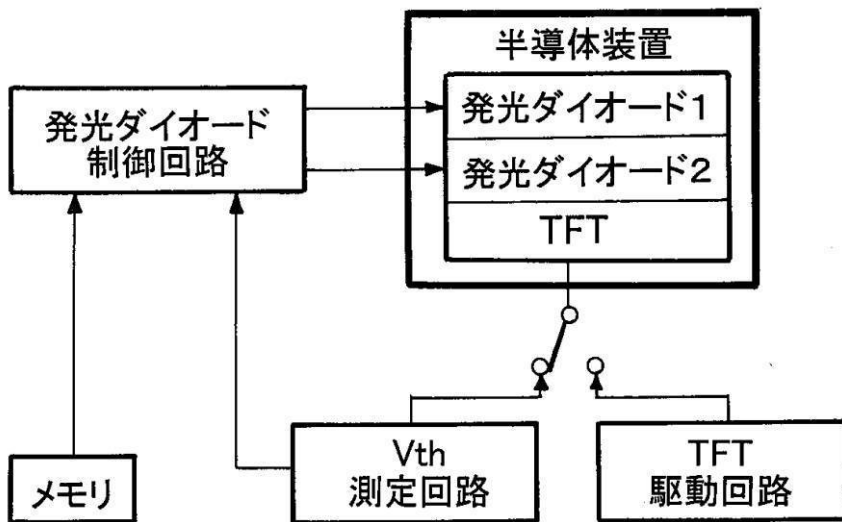 半導体装置
発光ダイオード
制御回路
発光ダイオード1
発光ダイオード2
TFT
メモリ
Vth
測定回路
TFT
駆動回路